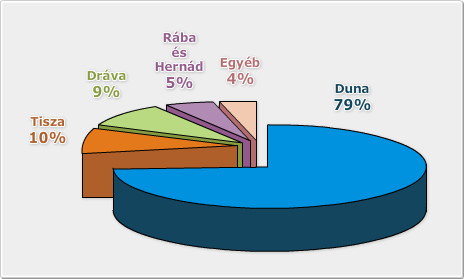 Rába
és
Hernád
5%
Egyéb
4%
Dráva
9%
Duna
79%
Tisza
10%